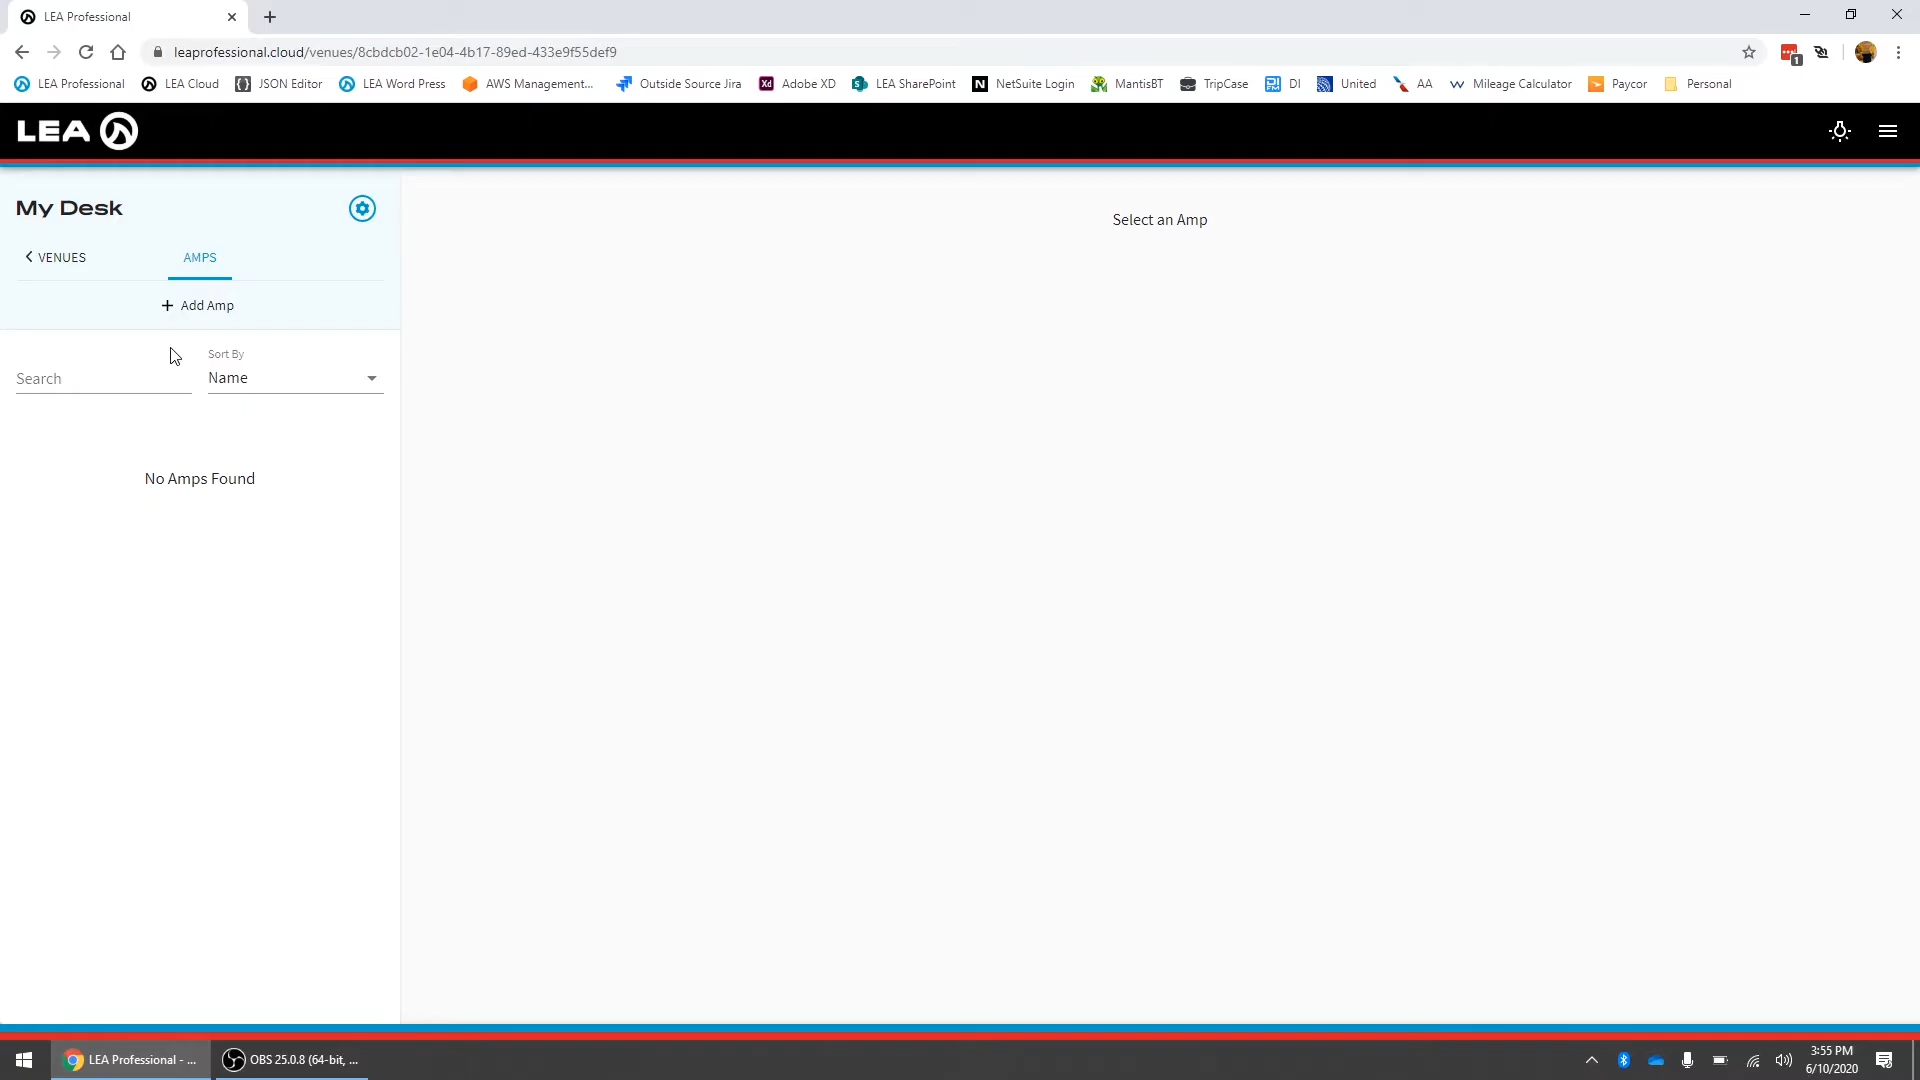 LEA Professional
leaprofessional.cloud/venues/8cbdcb02-1e04-4b17-89ed-433e9f55def9
1
LEA Professional LEA Cloud JSON Editor LEA Word Press AWS Management... Outside Source Jira Adobe XD LEA SharePoint NetSuite Login MantisBT TripCase DI United AA Mileage Calculator Paycor Personal
LEA
My Desk
VENUES AMPS
+ Add Amp
Sort By
Search Name
No Amps Found
Select an Amp
LEA Professional - ... OBS 25.0.8 (64-bit, ...
3:55 PM
6/10/2020